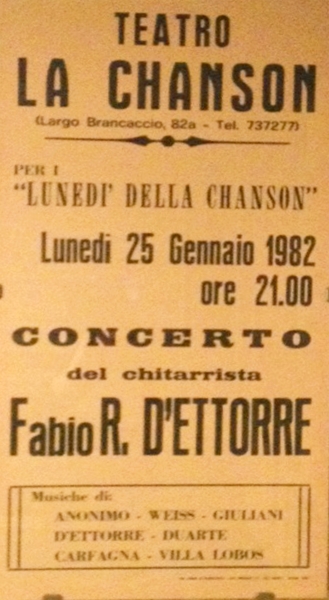 TEATRO
LA CHANSON
(Largo Brancaccio, 82a - Tel. 737277)
PER I
"LUNEDI' DELLA CHANSON"
Lunedi 25 Gennaio 1982
ore 21.00
CONCERTO
del chitarrista
Fabio R. D'ETTORRE
Musiche di:
ANONIMO - WEISS - GIULIANI
D'ETTORRE - DUARTE
CARFAGNA - VILLA LOBOS